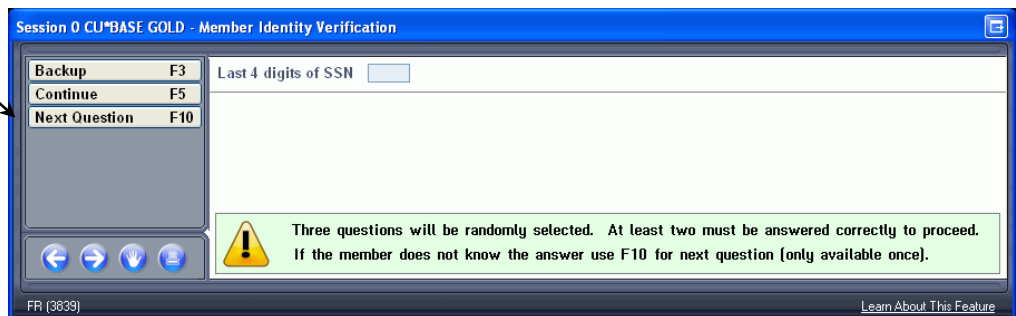 Session 0 CU*BASE GOLD - Member Identity Verification
Backup F3
Continue F5
Next Question F10
Last 4 digits of SSN
Three questions will be randomly selected. At least two must be answered correctly to proceed.
If the member does not know the answer use F10 for next question (only available once).
FR (3839)
Learn About This Feature